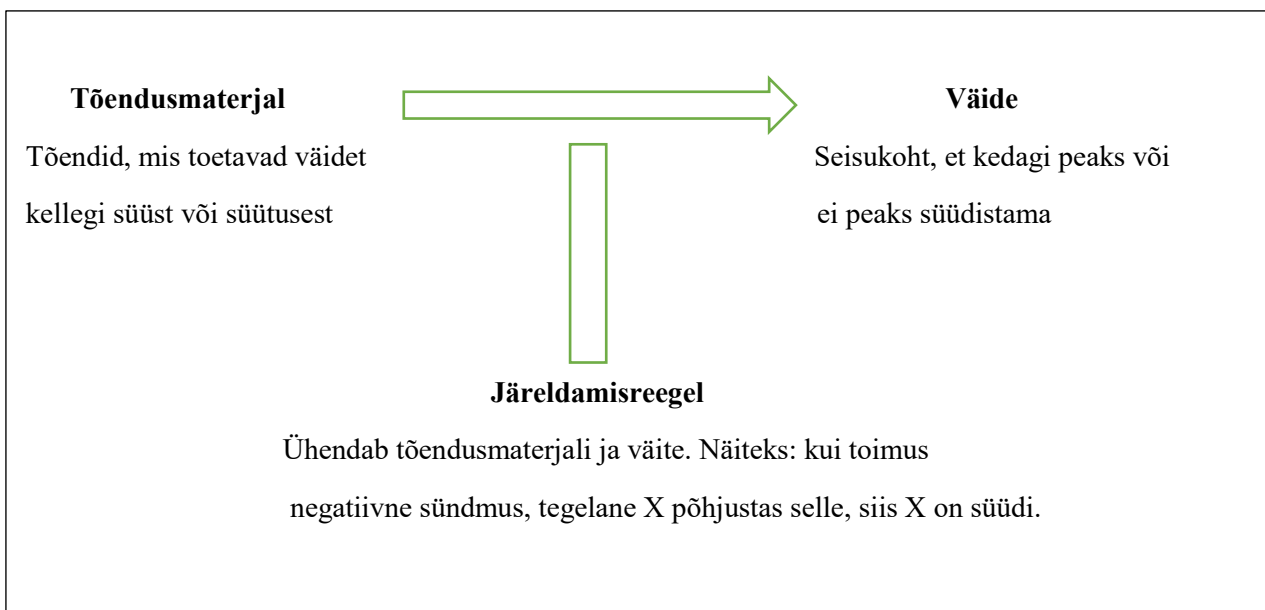 Tõendusmaterjal
Tõendid, mis toetavad väidet
kellegi süüst või süütusest
Väide
Seisukoht, et kedagi peaks või
ei peaks süüdistama
Järeldamisreegel
Ühendab tõendusmaterjali ja väite. Näiteks: kui toimus
negatiivne sündmus, tegelane X põhjustas selle, siis X on süüdi.